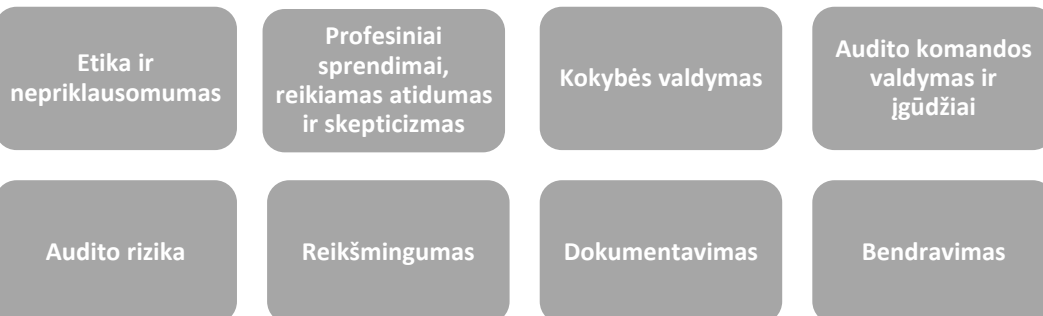 Etika ir
nepriklausomumas
Profesiniai
sprendimai,
reikiamas atidumas
ir skepticizmas
Kokybės valdymas
Audito komandos
valdymas ir
įgūdžiai
Audito rizika
Reikšmingumas
Dokumentavimas
Bendravimas